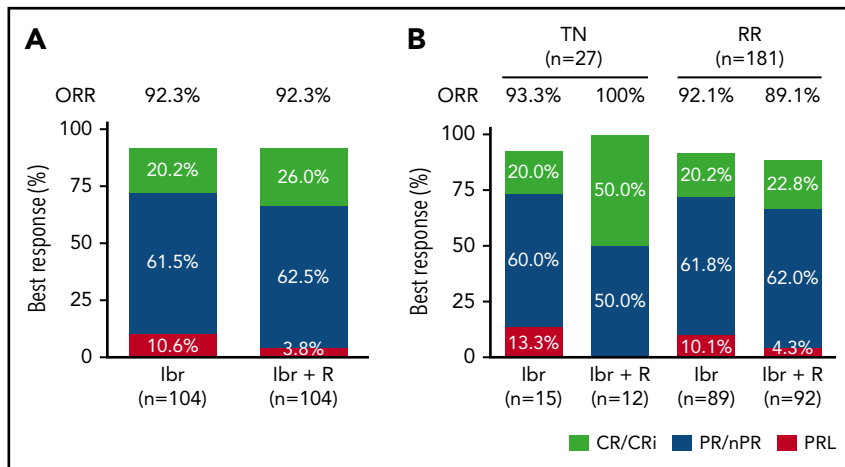 A
ORR 92.3% 92.3%
Best response (%)
100
75
50
25
0
20.2%
61.5%
10.6%
26.0%
62.5%
3.8%
Ibr
(n=104)
Ibr + R
(n=104)
B
TN
(n=27)
RR
(n=181)
ORR 93.3% 100% 92.1% 89.1%
Best response (%)
100
75
50
25
0
20.0%
60.0%
13.3%
50.0%
50.0%
20.2%
61.8%
10.1%
22.8%
62.0%
4.3%
Ibr
(n=15)
Ibr + R
(n=12)
Ibr
(n=89)
Ibr + R
(n=92)
CR/CRi PR/nPR PRL